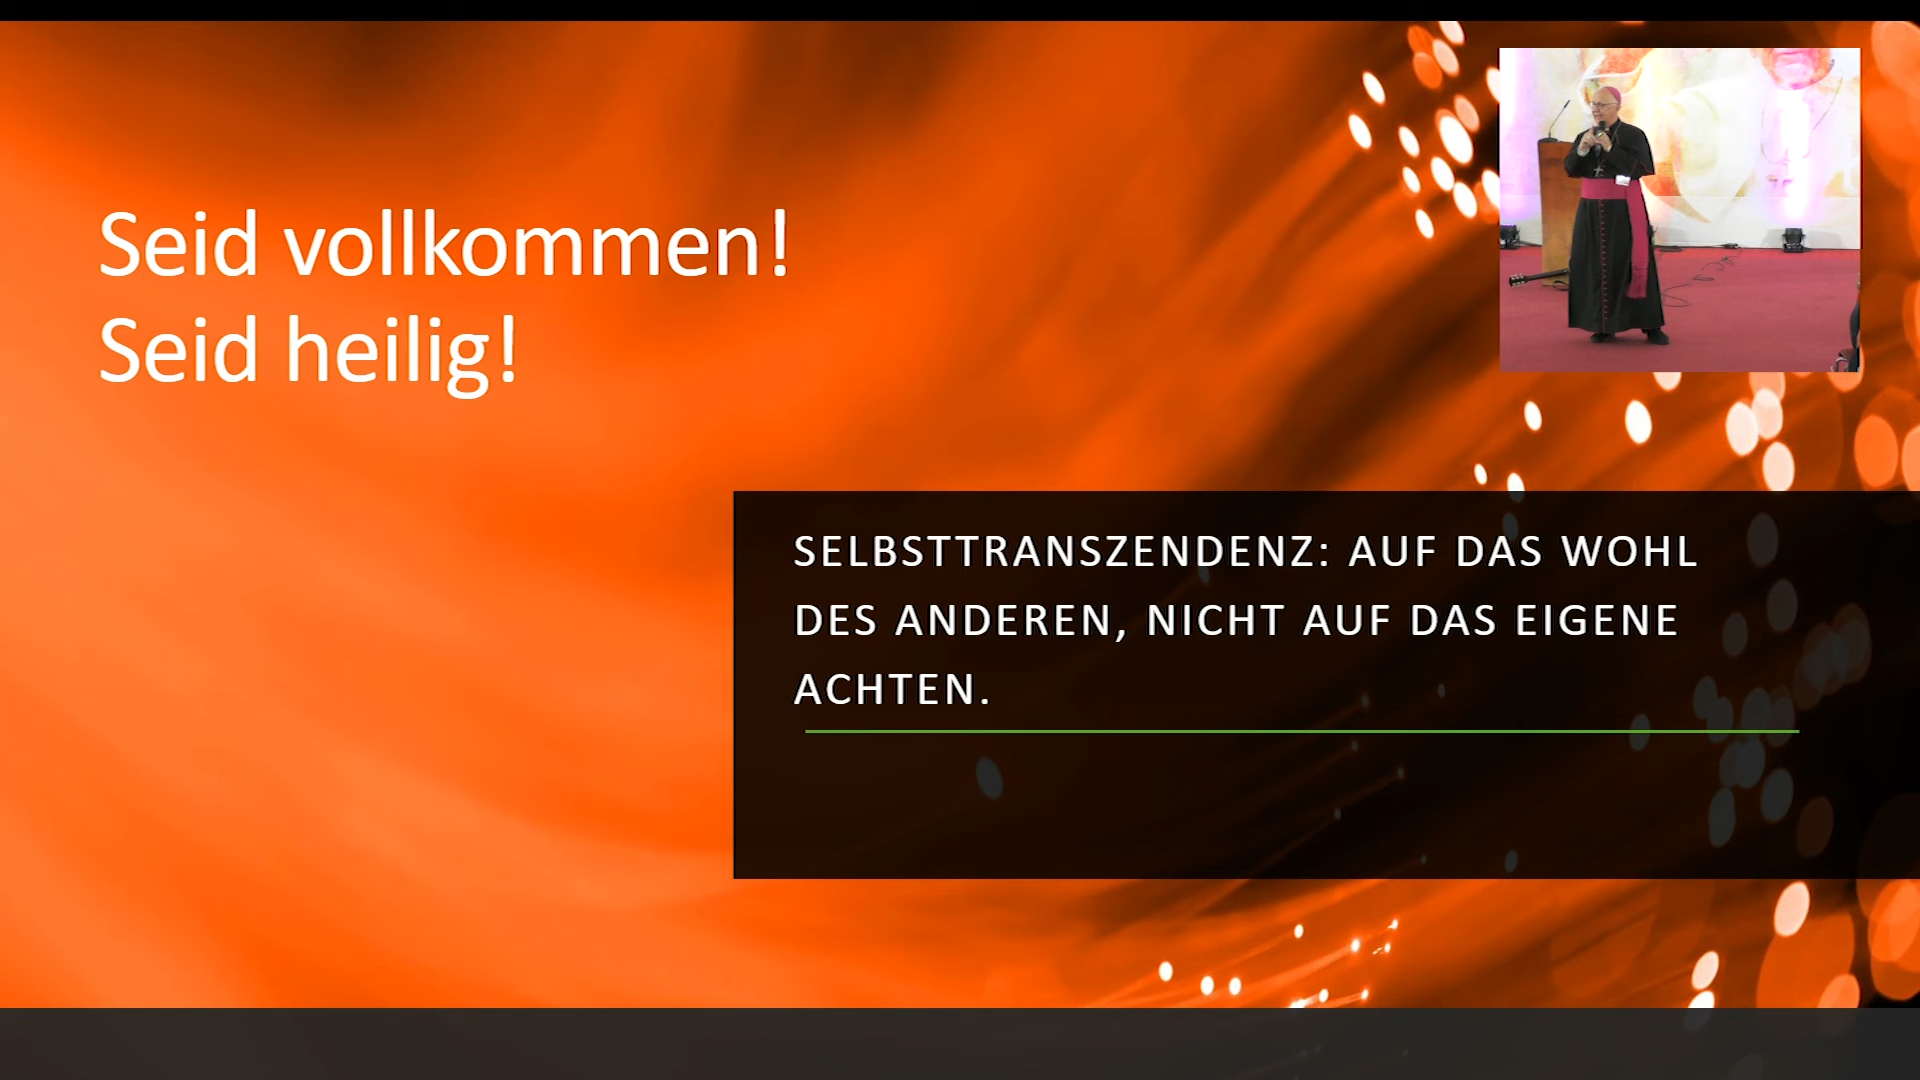 Seid vollkommen!
Seid heilig!
SELBSTTRANSZENDENZ: AUF DAS WOHL
DES ANDEREN, NICHT AUF DAS EIGENE
ACHTEN.